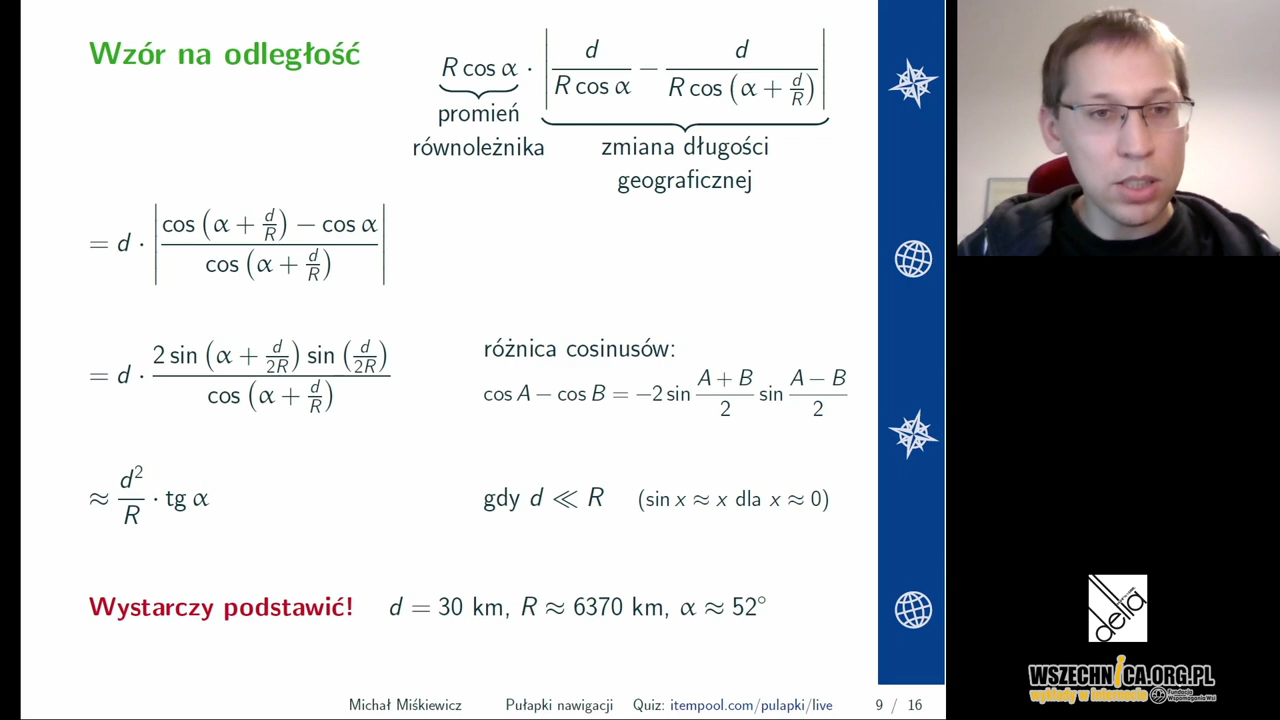 Wzór na odległość
R cos α · | d / (R cos α) − d / (R cos (α + d/R)) |
promień
równoleżnika
zmiana długości
geograficznej
= d · | (cos (α + d/R) − cos α) / cos (α + d/R) |
= d · 2 sin (α + d/2R) sin (d/2R) / cos (α + d/R)
różnica cosinusów:
cos A − cos B = −2 sin (A + B)/2 sin (A − B)/2
≈ d²/R · tg α
gdy d ≪ R (sin x ≈ x dla x ≈ 0)
Wystarczy podstawić! d = 30 km, R ≈ 6370 km, α ≈ 52°
Michał Miśkiewicz Pułapki nawigacji Quiz: itempool.com/pulapki/live 9 / 16
delta
WSZECHNICA.ORG.PL
wykłady w internecie
Fundacja
Wspomagania Wsi